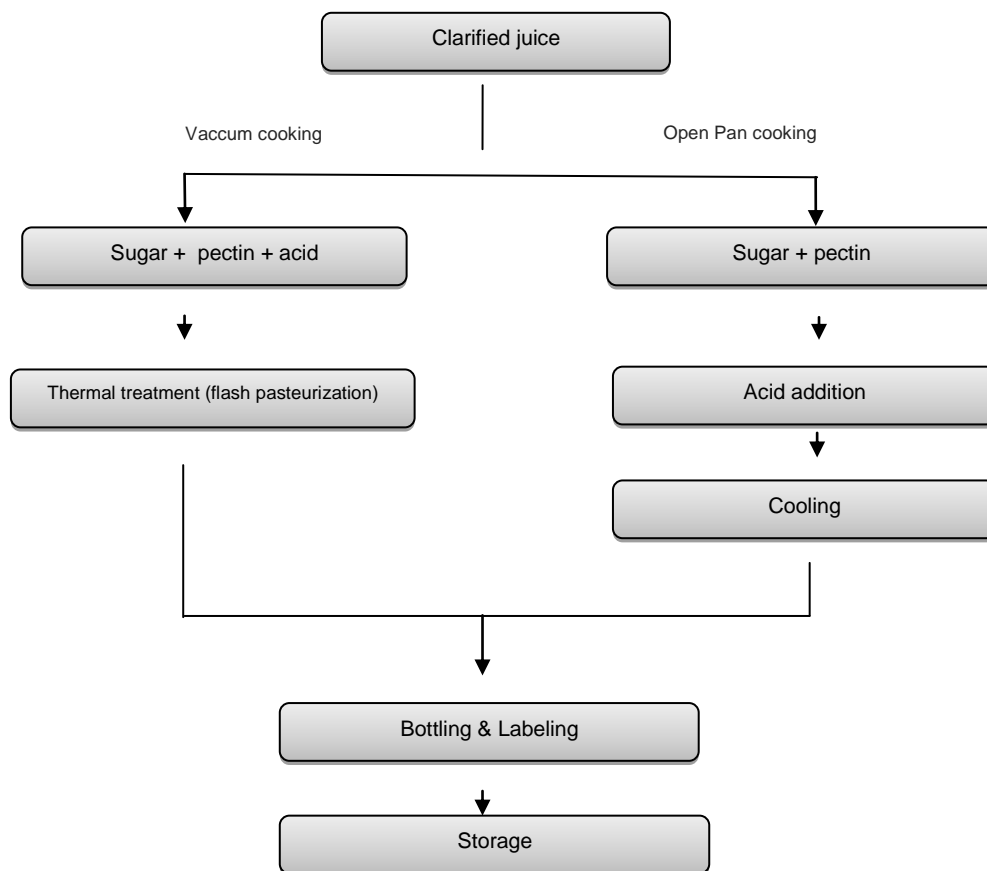 Clarified juice
Vaccum cooking
Open Pan cooking
Sugar + pectin + acid
Sugar + pectin
Thermal treatment (flash pasteurization)
Acid addition
Cooling
Bottling & Labeling
Storage